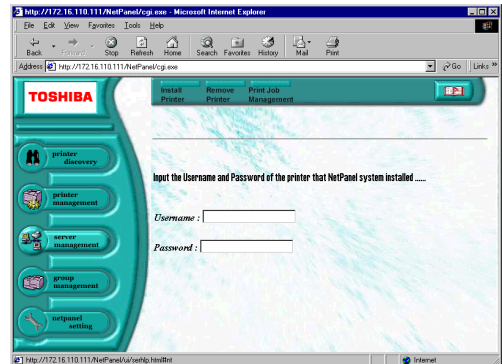 http://172.16.110.111/NetPanel/cgi.exe - Microsoft Internet Explorer
File Edit View Favorites Tools Help
Back Forward Stop Refresh Home Search Favorites History Mail Print
Address http://172.16.110.111/NetPanel/cgi.exe Go Links »
TOSHIBA
Install Printer
Remove Printer
Print Job Management
printer discovery
printer management
server management
group management
netpanel setting
Input the Username and Password of the printer that NetPanel system installed ......
Username :
Password :
http://172.16.110.111/NetPanel/ui/serhlp.html#nt Internet